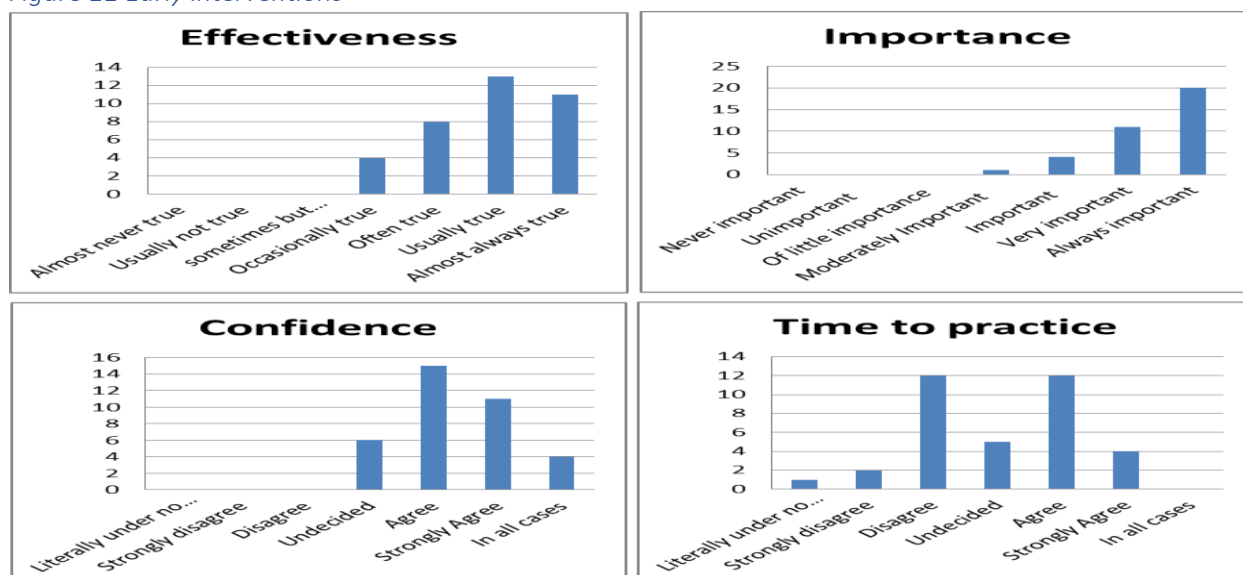 Effectiveness
14
12
10
8
6
4
2
0
Almost never true
Usually not true
sometimes but...
Occasionally true
Often true
Usually true
Almost always true
Importance
25
20
15
10
5
0
Never important
Unimportant
Of little importance
Moderately Important
Important
Very important
Always important
Confidence
16
14
12
10
8
6
4
2
0
Literally under no...
Strongly disagree
Disagree
Undecided
Agree
Strongly Agree
In all cases
Time to practice
14
12
10
8
6
4
2
0
Literally under no...
Strongly disagree
Disagree
Undecided
Agree
Strongly Agree
In all cases